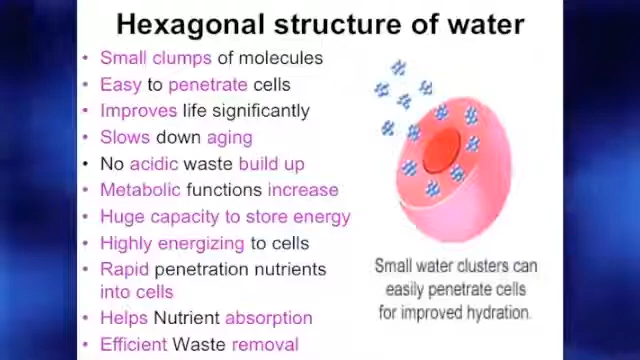 Hexagonal structure of water
• Small clumps of molecules
• Easy to penetrate cells
• Improves life significantly
• Slows down aging
• No acidic waste build up
• Metabolic functions increase
• Huge capacity to store energy
• Highly energizing to cells
• Rapid penetration nutrients
into cells
• Helps Nutrient absorption
• Efficient Waste removal
Small water clusters can
easily penetrate cells
for improved hydration.